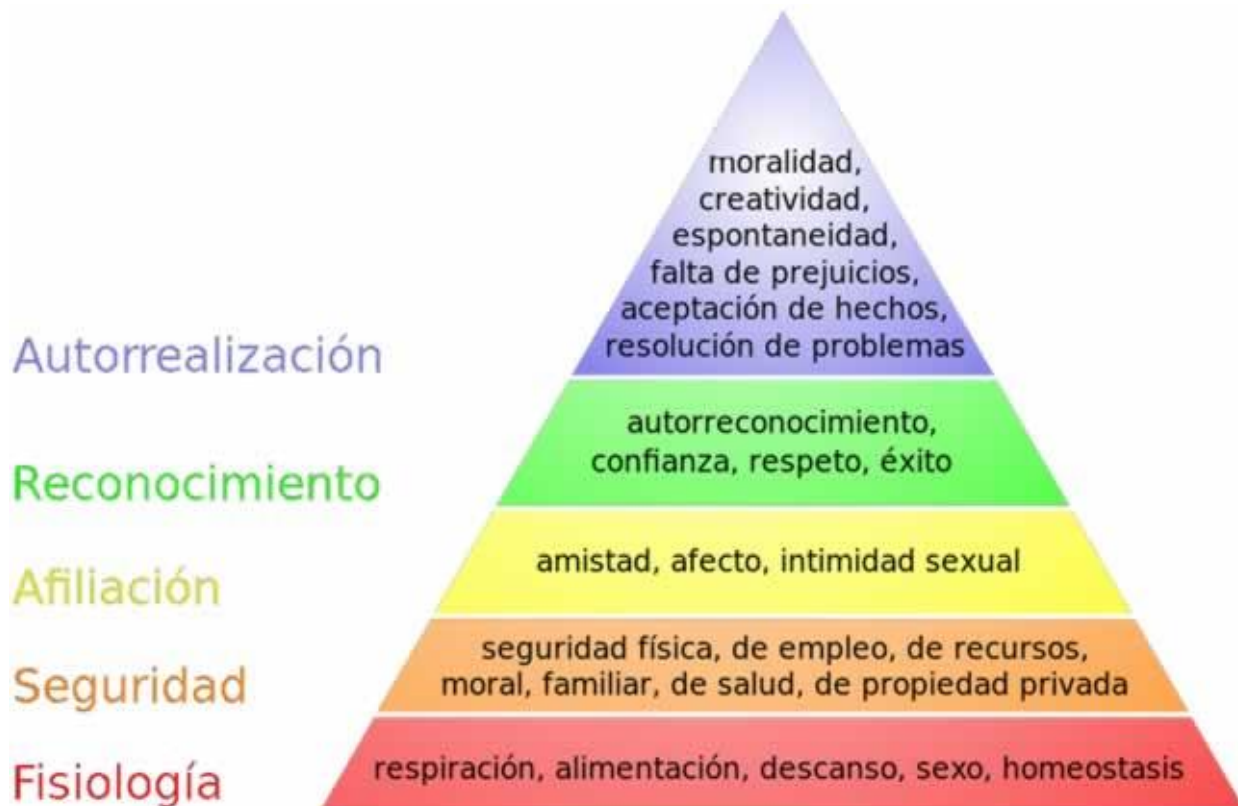 moralidad,
creatividad,
espontaneidad,
falta de prejuicios,
aceptación de hechos,
resolución de problemas
Autorrealización
autorreconocimiento,
confianza, respeto, éxito
Reconocimiento
amistad, afecto, intimidad sexual
Afiliación
seguridad física, de empleo, de recursos,
moral, familiar, de salud, de propiedad privada
Seguridad
respiración, alimentación, descanso, sexo, homeostasis
Fisiología